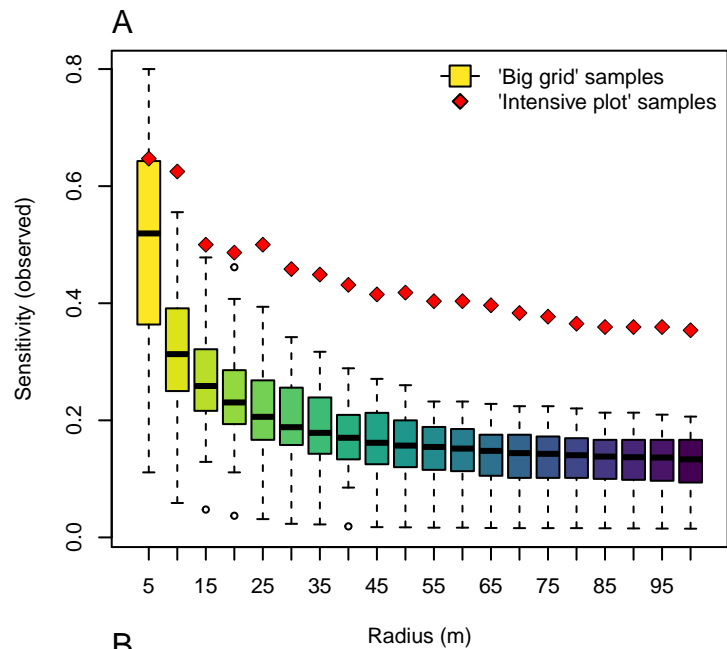 A
'Big grid' samples
'Intensive plot' samples
Sensitivity (observed)
0.8
0.6
0.4
0.2
0.0
5 15 25 35 45 55 65 75 85 95
Radius (m)
B